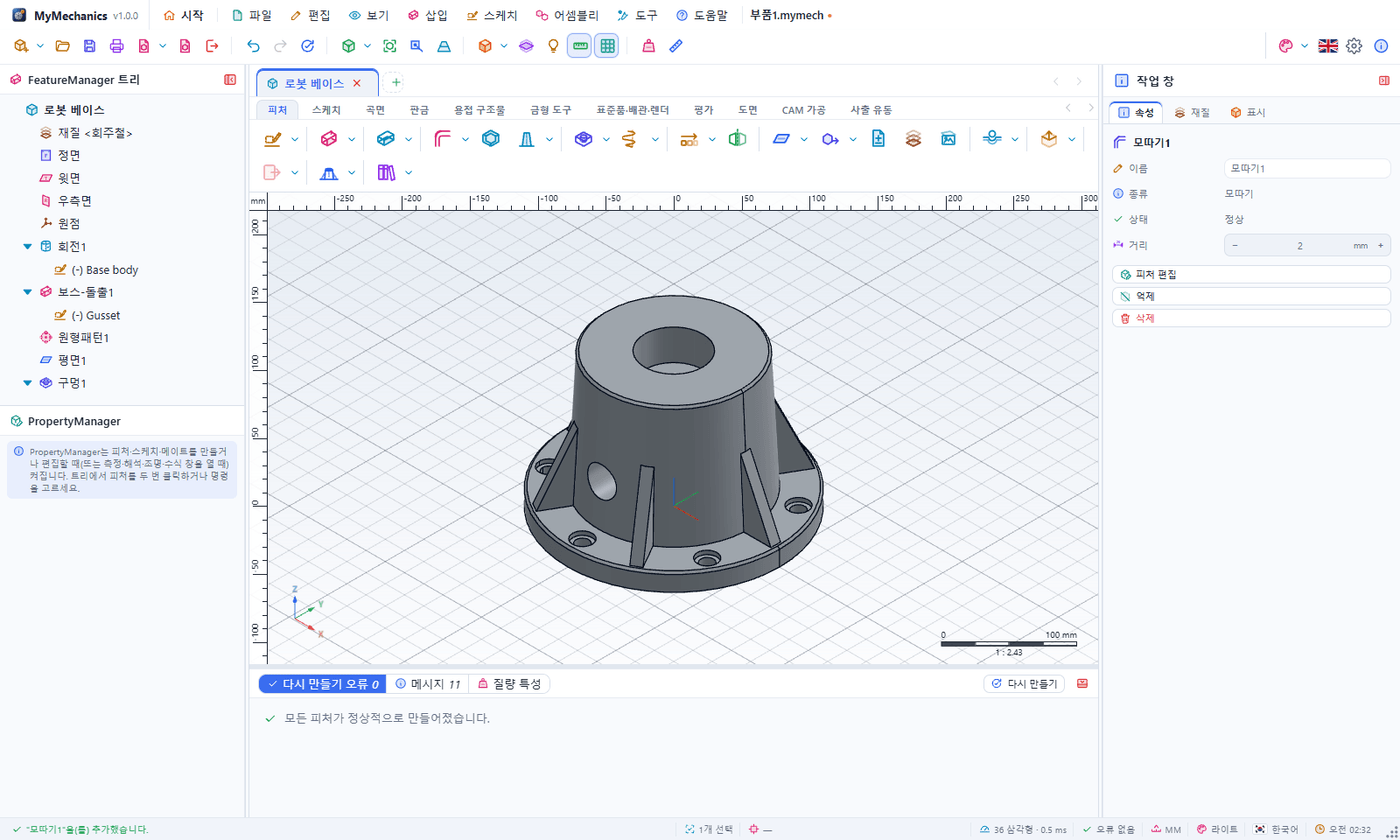 MyMechanics v1.0.0
시작
파일
편집
보기
삽입
스케치
어셈블리
도구
도움말
부품1.mymech
FeatureManager 트리
로봇 베이스
재질 <회주철>
정면
윗면
우측면
원점
회전1
(-) Base body
보스-돌출1
(-) Gusset
원형패턴1
평면1
구멍1
PropertyManager
PropertyManager는 피처·스케치·메이트를 만들거
나 편집할 때(또는 측정·해석·조명·수식 창을 열 때)
켜집니다. 트리에서 피처를 두 번 클릭하거나 명령
을 고르세요.
로봇 베이스
피처
스케치
곡면
판금
용접 구조물
금형 도구
표준품·배관·렌더
평가
도면
CAM 가공
사출 유동
mm
-250
-200
-150
-100
-50
0
50
100
150
200
250
300
200
150
100
50
0
-50
-100
Z
Y
X
0
100 mm
1 : 2.43
다시 만들기 오류 0
메시지 11
질량 특성
다시 만들기
모든 피처가 정상적으로 만들어졌습니다.
작업 창
속성
재질
표시
모따기1
이름
모따기1
종류
모따기
상태
정상
거리
− 2 mm +
피처 편집
억제
삭제
"모따기1"을(를) 추가했습니다.
1개 선택
—
36 삼각형 · 0.5 ms
오류 없음
MM
라이트
한국어
오전 02:32